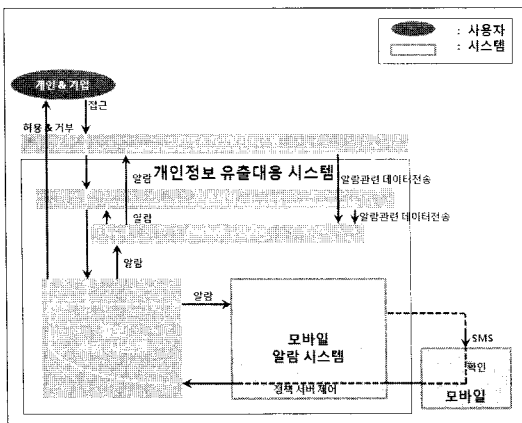 : 사용자
: 시스템
개인 & 기업
접근
허용 & 거부
개인정보 유출대응 시스템
알람
알람관련 데이터전송
알람
알람관련 데이터전송
알람
알람
모바일
알람 시스템
SMS
확인
정책 서버 제어
모바일